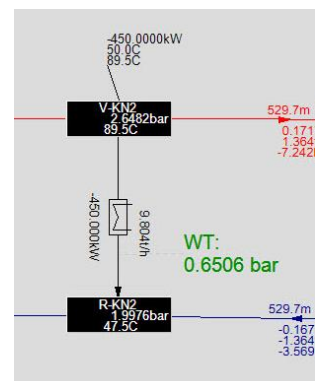 -450.0000kW
50.0C
89.5C
V-KN2
2.6482bar
89.5C
529.7m
0.171
1.364
-7.242
-450.000kW
9.804t/h
WT:
0.6506 bar
R-KN2
1.9976bar
47.5C
529.7m
-0.167
-1.364
-3.569